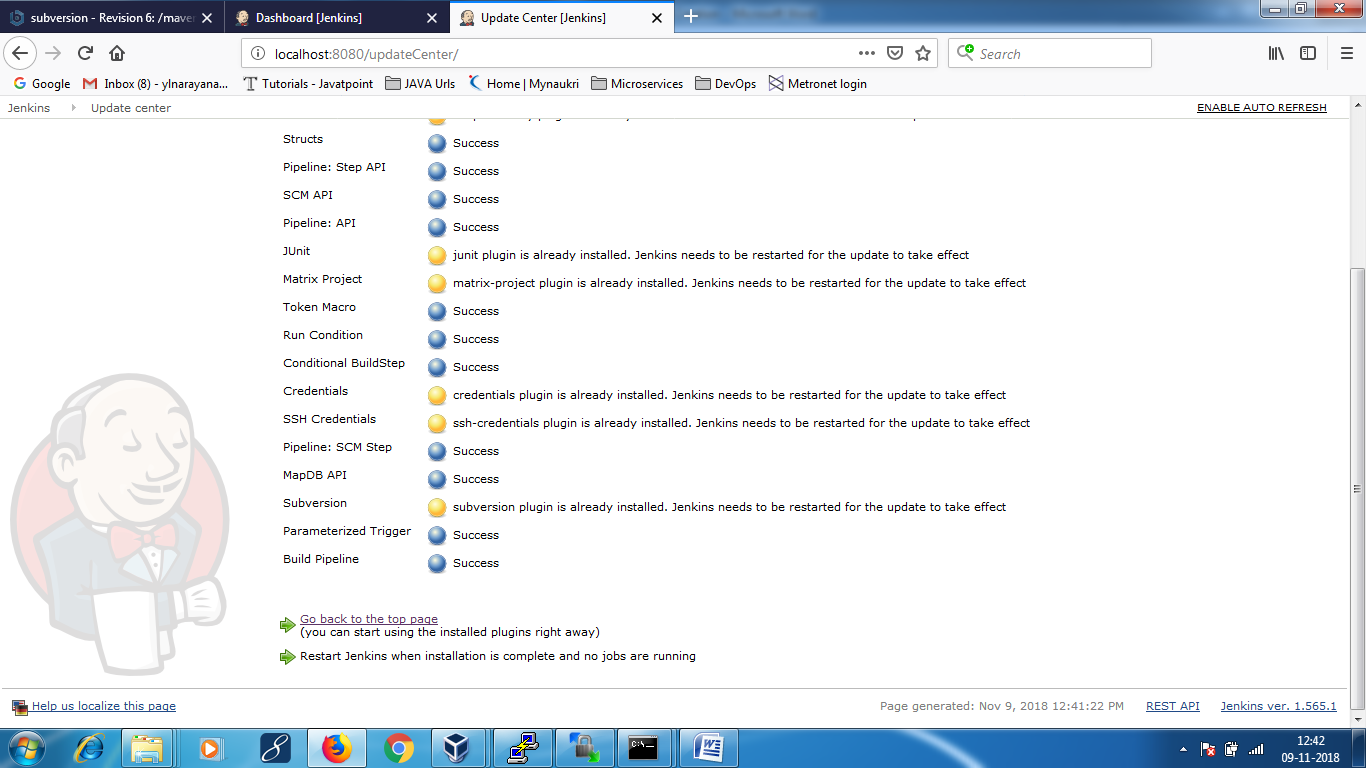 subversion - Revision 6: /mave
Dashboard [Jenkins]
Update Center [Jenkins]
localhost:8080/updateCenter/
Search
Google
Inbox (8) - ylnarayana...
Tutorials - Javatpoint
JAVA Urls
Home | Mynaukri
Microservices
DevOps
Metronet login
Jenkins
Update center
ENABLE AUTO REFRESH
Structs Success
Pipeline: Step API Success
SCM API Success
Pipeline: API Success
JUnit junit plugin is already installed. Jenkins needs to be restarted for the update to take effect
Matrix Project matrix-project plugin is already installed. Jenkins needs to be restarted for the update to take effect
Token Macro Success
Run Condition Success
Conditional BuildStep Success
Credentials credentials plugin is already installed. Jenkins needs to be restarted for the update to take effect
SSH Credentials ssh-credentials plugin is already installed. Jenkins needs to be restarted for the update to take effect
Pipeline: SCM Step Success
MapDB API Success
Subversion subversion plugin is already installed. Jenkins needs to be restarted for the update to take effect
Parameterized Trigger Success
Build Pipeline Success
Go back to the top page
(you can start using the installed plugins right away)
Restart Jenkins when installation is complete and no jobs are running
Help us localize this page
Page generated: Nov 9, 2018 12:41:22 PM
REST API
Jenkins ver. 1.565.1
12:42
09-11-2018